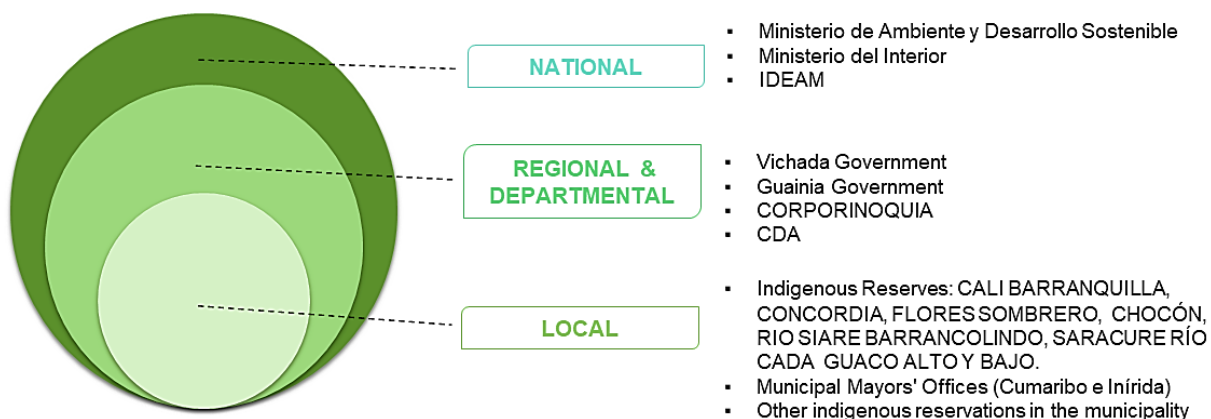 NATIONAL
▪ Ministerio de Ambiente y Desarrollo Sostenible
▪ Ministerio del Interior
▪ IDEAM
REGIONAL &
DEPARTMENTAL
▪ Vichada Government
▪ Guainia Government
▪ CORPORINOQUIA
▪ CDA
LOCAL
▪ Indigenous Reserves: CALI BARRANQUILLA,
CONCORDIA, FLORES SOMBRERO, CHOCÓN,
RIO SIARE BARRANCOLINDO, SARACURE RÍO
CADA GUACO ALTO Y BAJO.
▪ Municipal Mayors' Offices (Cumaribo e Inírida)
▪ Other indigenous reservations in the municipality